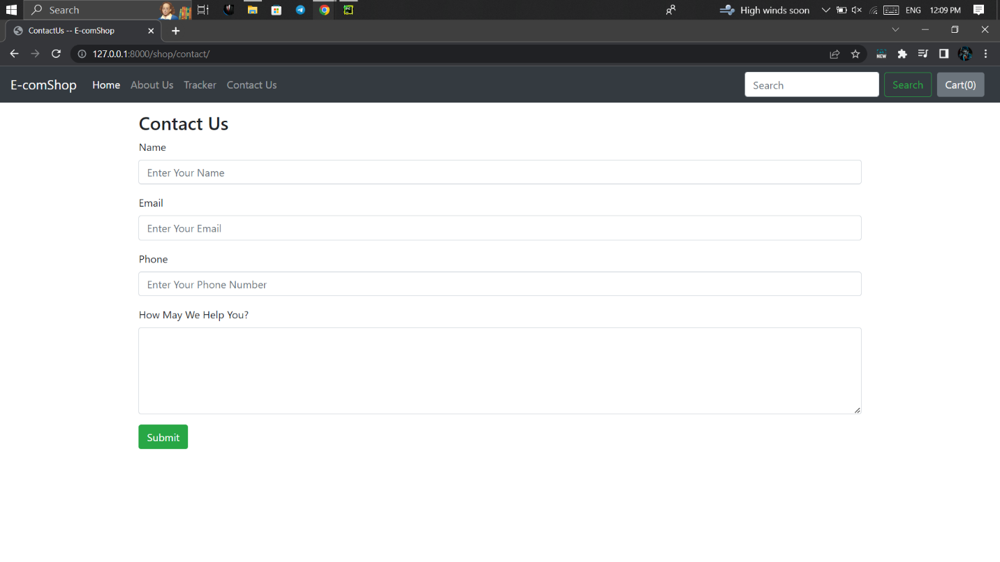 Search
High winds soon
ENG
12:09 PM
ContactUs -- E-comShop
127.0.0.1:8000/shop/contact/
NEW
E-comShop Home About Us Tracker Contact Us Search Search Cart(0)
Contact Us
Name
Enter Your Name
Email
Enter Your Email
Phone
Enter Your Phone Number
How May We Help You?
Submit